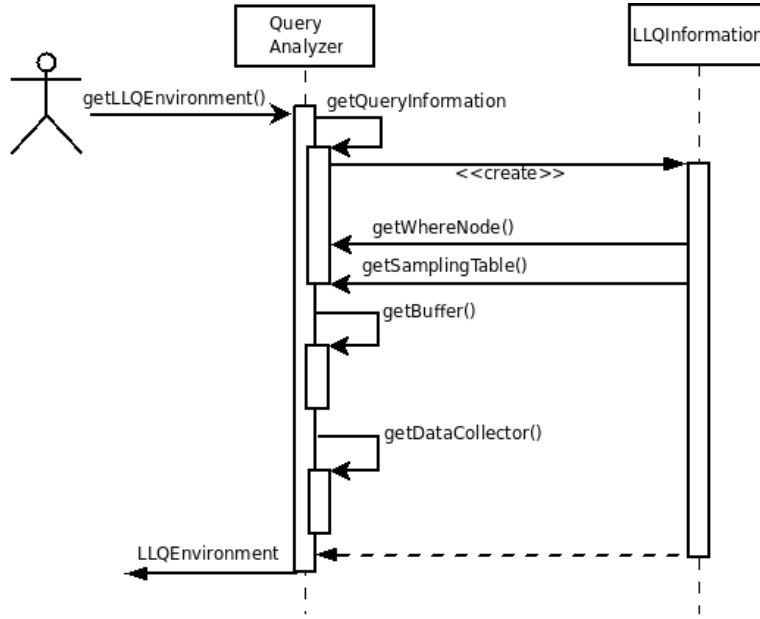 Query
Analyzer
LLQInformation
getLLQEnvironment()
getQueryInformation
<<create>>
getWhereNode()
getSamplingTable()
getBuffer()
getDataCollector()
LLQEnvironment